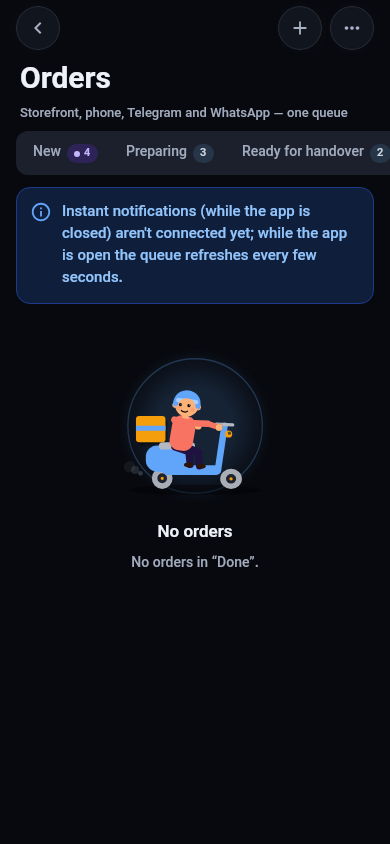 Orders
Storefront, phone, Telegram and WhatsApp — one queue
New 4 Preparing 3 Ready for handover 2
Instant notifications (while the app is
closed) aren't connected yet; while the app
is open the queue refreshes every few
seconds.
No orders
No orders in “Done”.